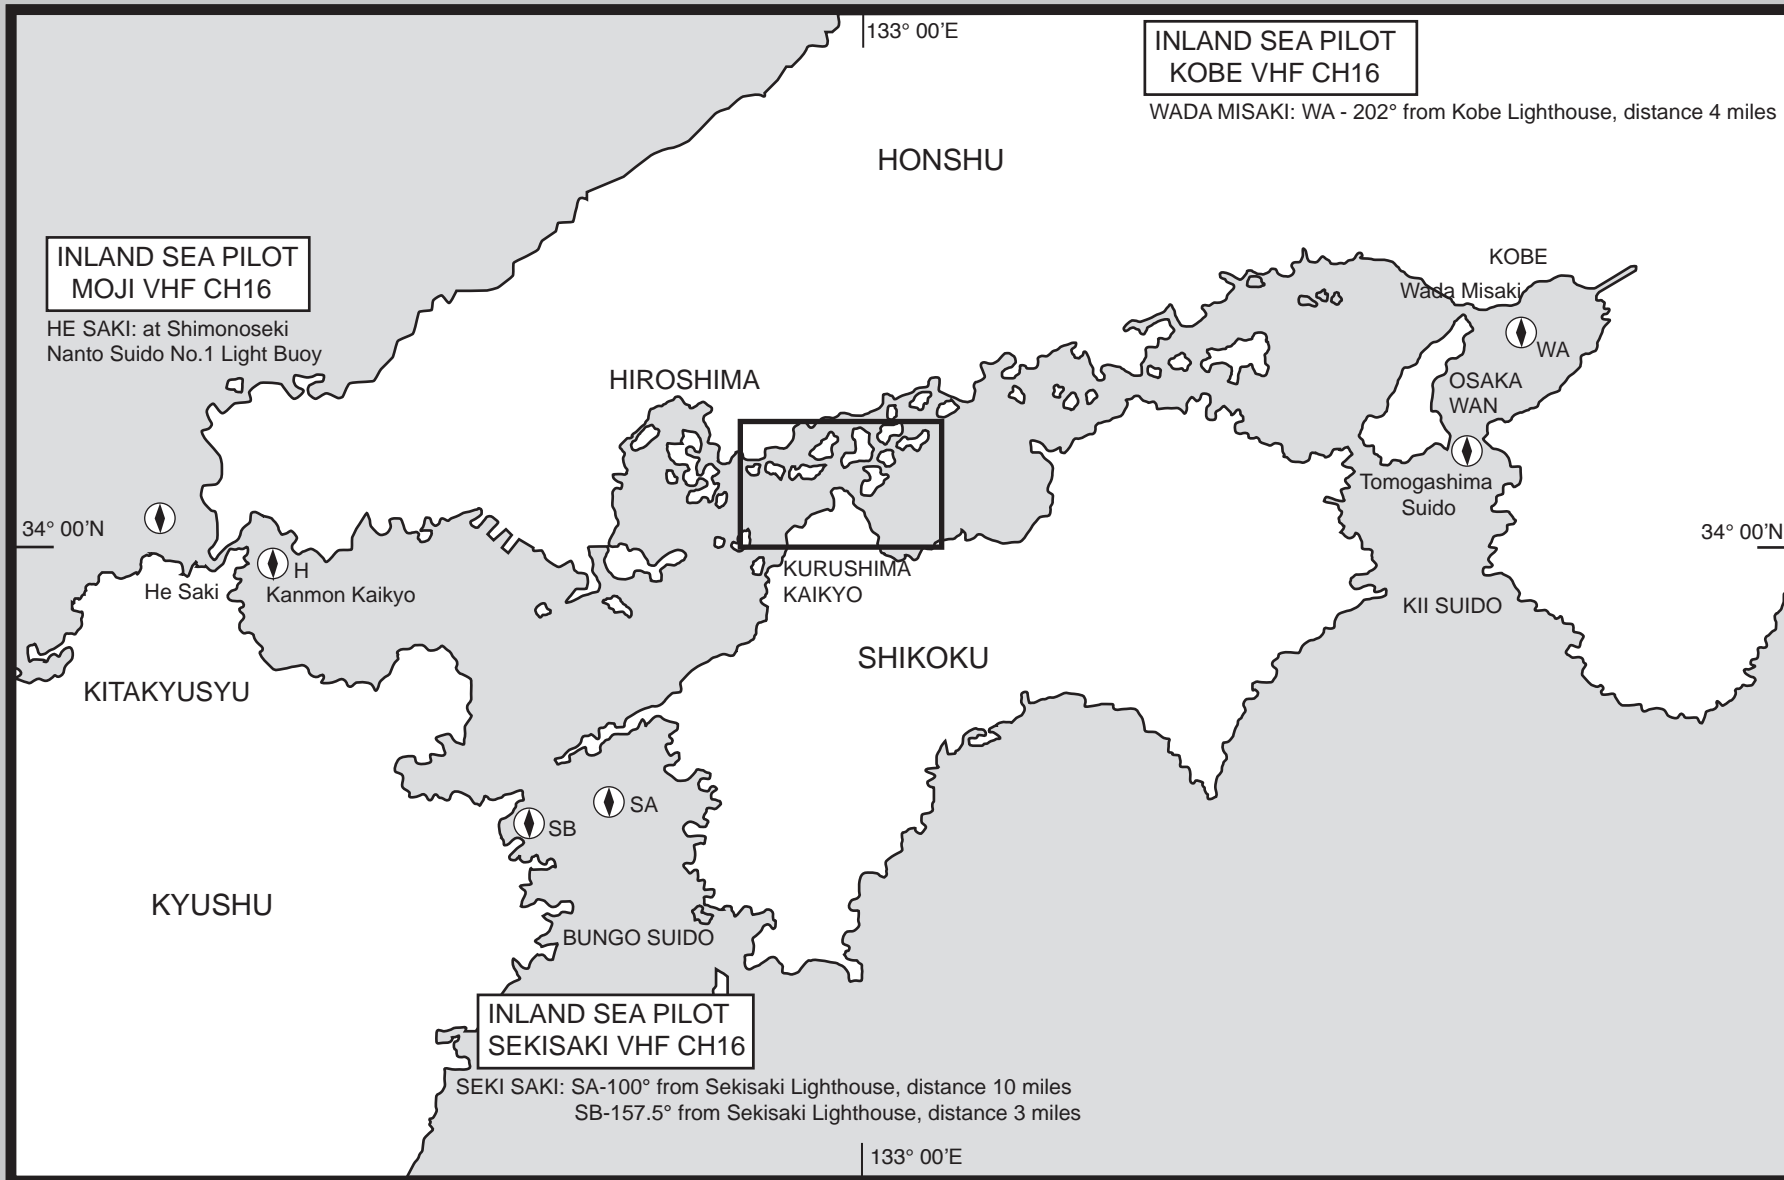 133° 00'E
INLAND SEA PILOT
KOBE VHF CH16
WADA MISAKI: WA - 202° from Kobe Lighthouse, distance 4 miles
HONSHU
INLAND SEA PILOT
MOJI VHF CH16
HE SAKI: at Shimonoseki
Nanto Suido No.1 Light Buoy
KOBE
Wada Misaki
WA
HIROSHIMA
OSAKA
WAN
Tomogashima
Suido
34° 00'N
34° 00'N
He Saki
H
Kanmon Kaikyo
KURUSHIMA
KAIKYO
KII SUIDO
SHIKOKU
KITAKYUSYU
SA
SB
KYUSHU
BUNGO SUIDO
INLAND SEA PILOT
SEKISAKI VHF CH16
SEKI SAKI: SA-100° from Sekisaki Lighthouse, distance 10 miles
SB-157.5° from Sekisaki Lighthouse, distance 3 miles
133° 00'E